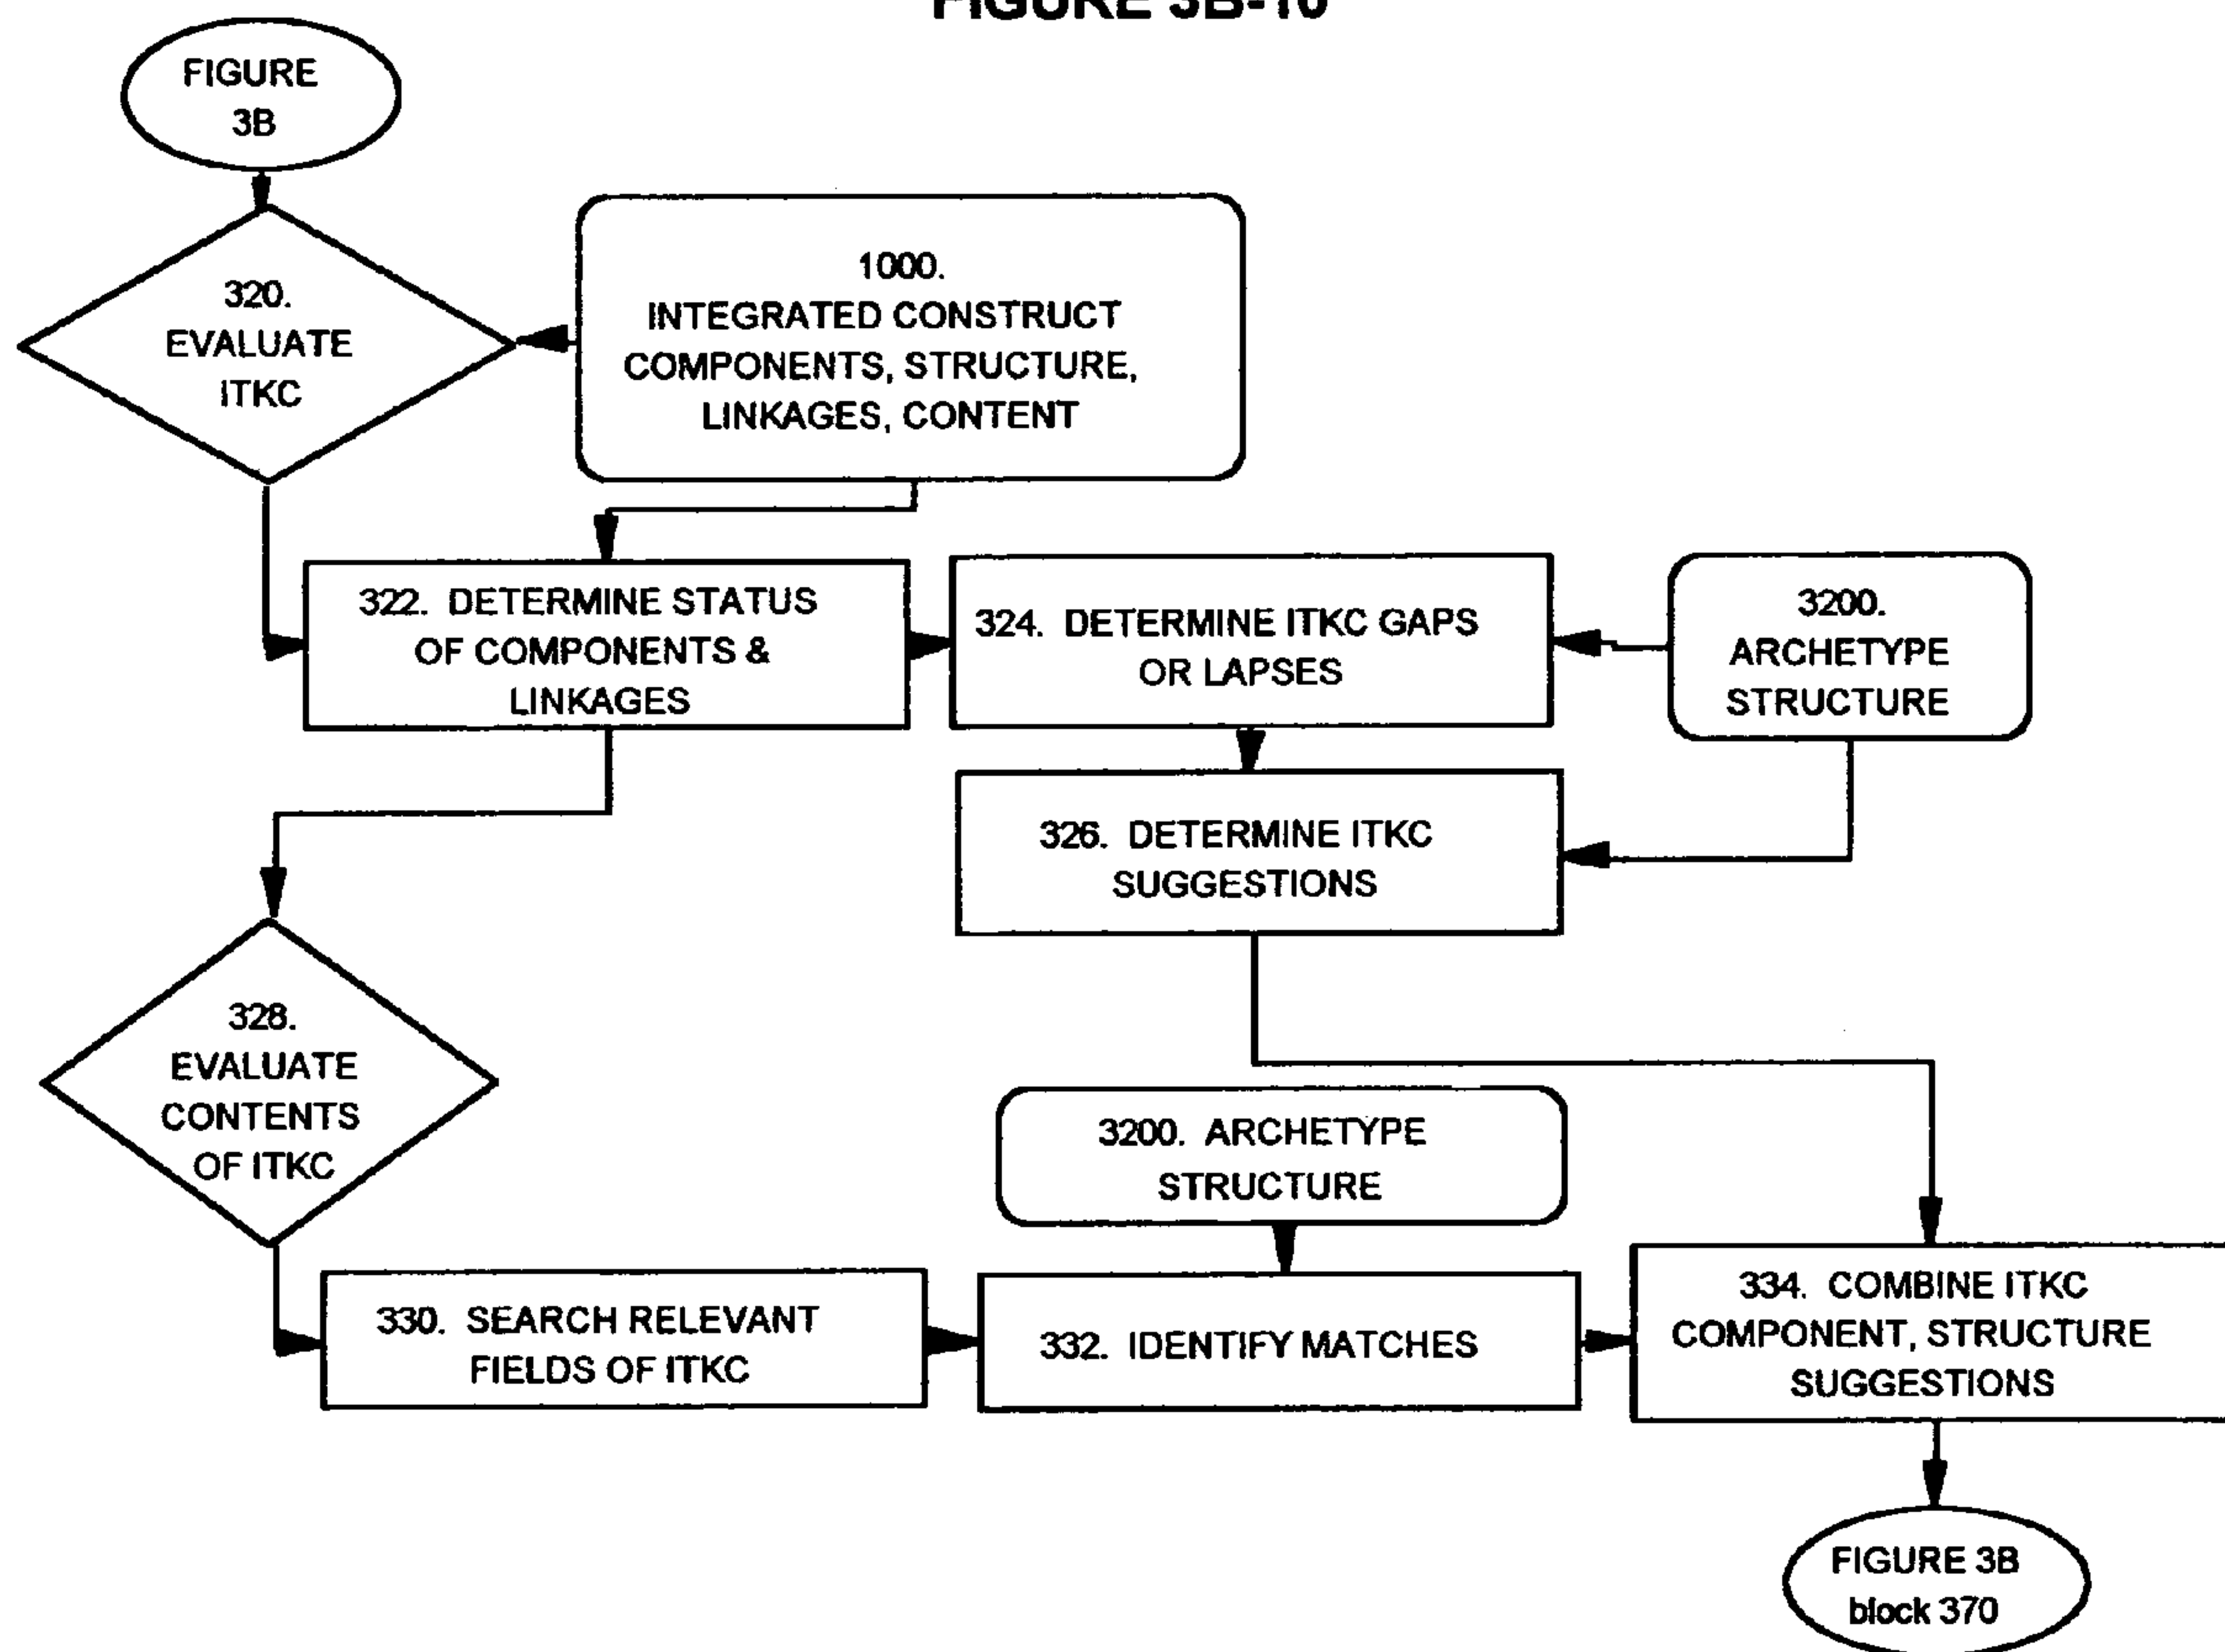 FIGURE 3B-10
FIGURE
3B
320.
EVALUATE
ITKC
1000.
INTEGRATED CONSTRUCT
COMPONENTS, STRUCTURE,
LINKAGES, CONTENT
322. DETERMINE STATUS
OF COMPONENTS &
LINKAGES
324. DETERMINE ITKC GAPS
OR LAPSES
3200.
ARCHETYPE
STRUCTURE
326. DETERMINE ITKC
SUGGESTIONS
328.
EVALUATE
CONTENTS
OF ITKC
3200. ARCHETYPE
STRUCTURE
330. SEARCH RELEVANT
FIELDS OF ITKC
332. IDENTIFY MATCHES
334. COMBINE ITKC
COMPONENT, STRUCTURE
SUGGESTIONS
FIGURE 3B
block 370